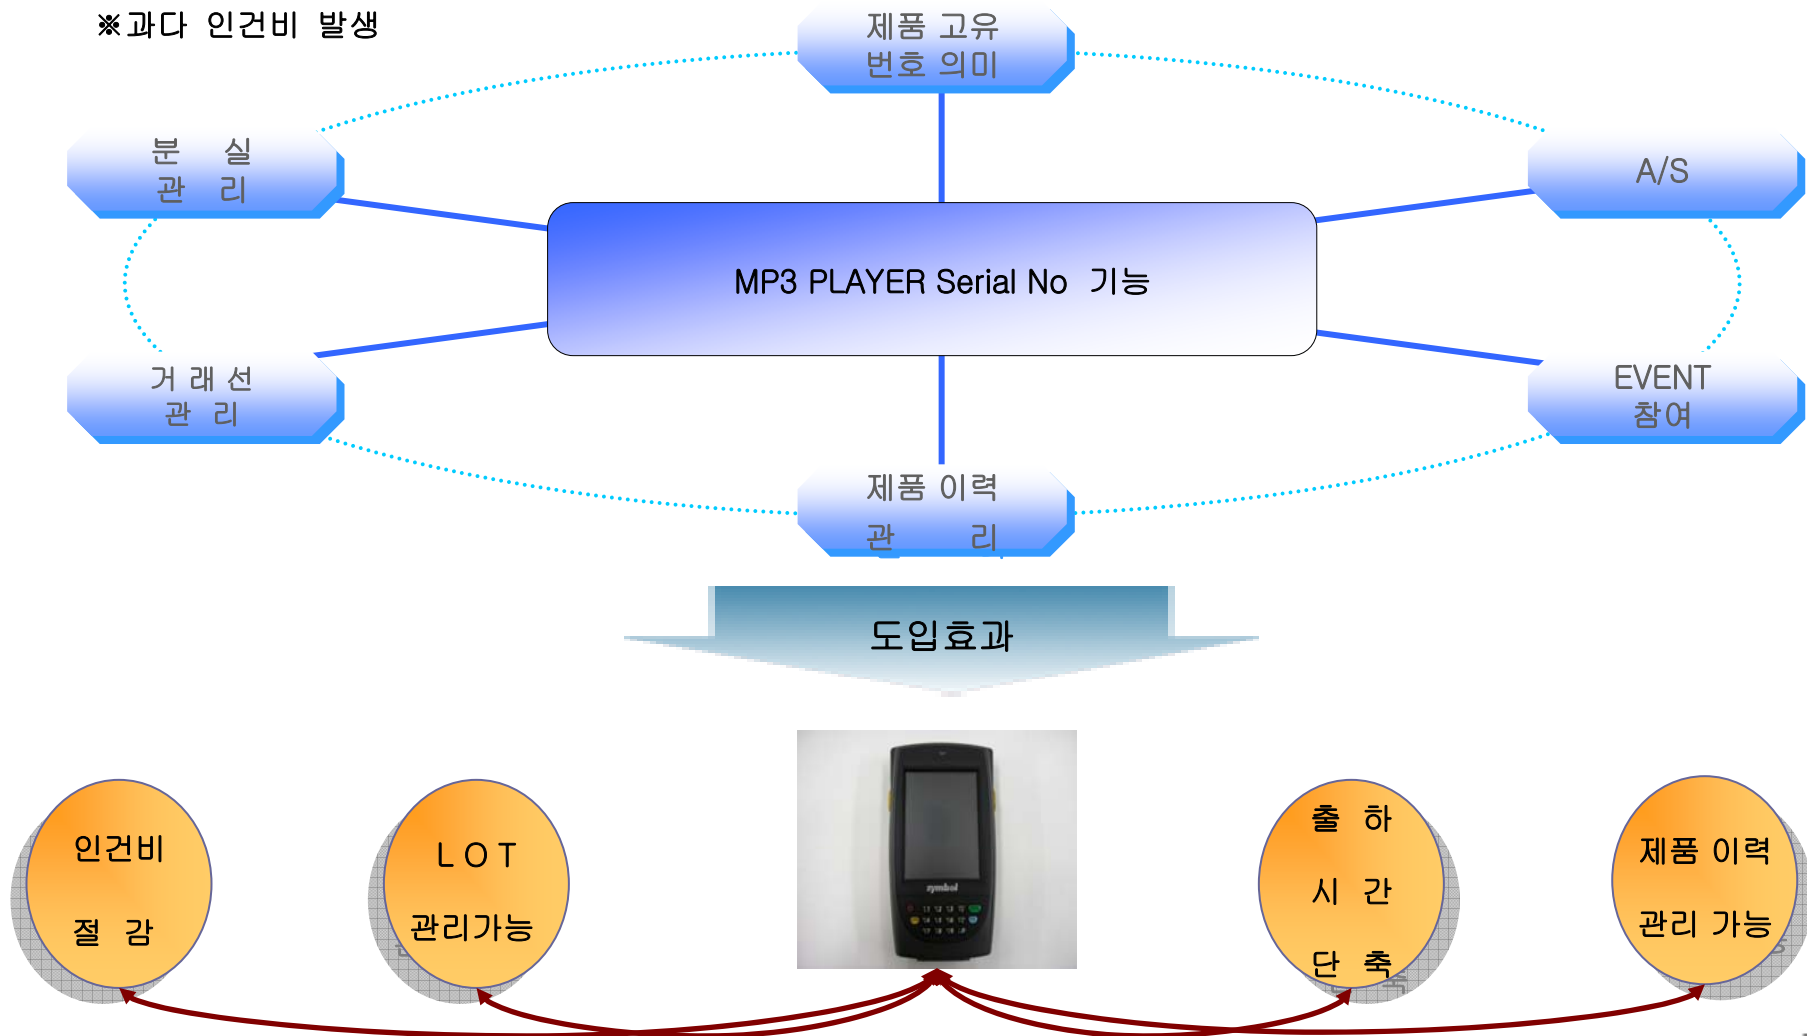 ※과다 인건비 발생
제품 고유
번호 의미
분 실
관 리
A/S
MP3 PLAYER Serial No 기능
거 래 선
관 리
EVENT
참여
제품 이력
관 리
도입효과
인건비
절 감
L O T
관리가능
symbol
출 하
시 간
단 축
제품 이력
관리 가능